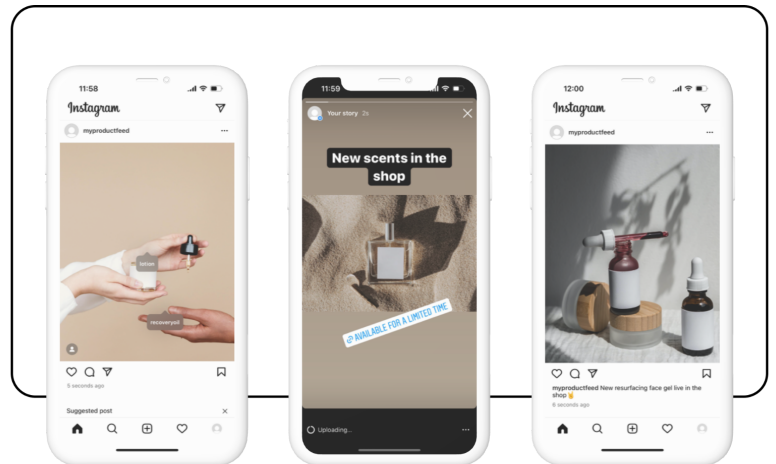 11:58
Instagram
myproductfeed
lotion
recoveryoil
5 seconds ago
Suggested post
11:59
Your story 2s
New scents in the
shop
AVAILABLE FOR A LIMITED TIME
Uploading...
12:00
Instagram
myproductfeed
myproductfeed New resurfacing face gel live in the
shop🤘
6 seconds ago